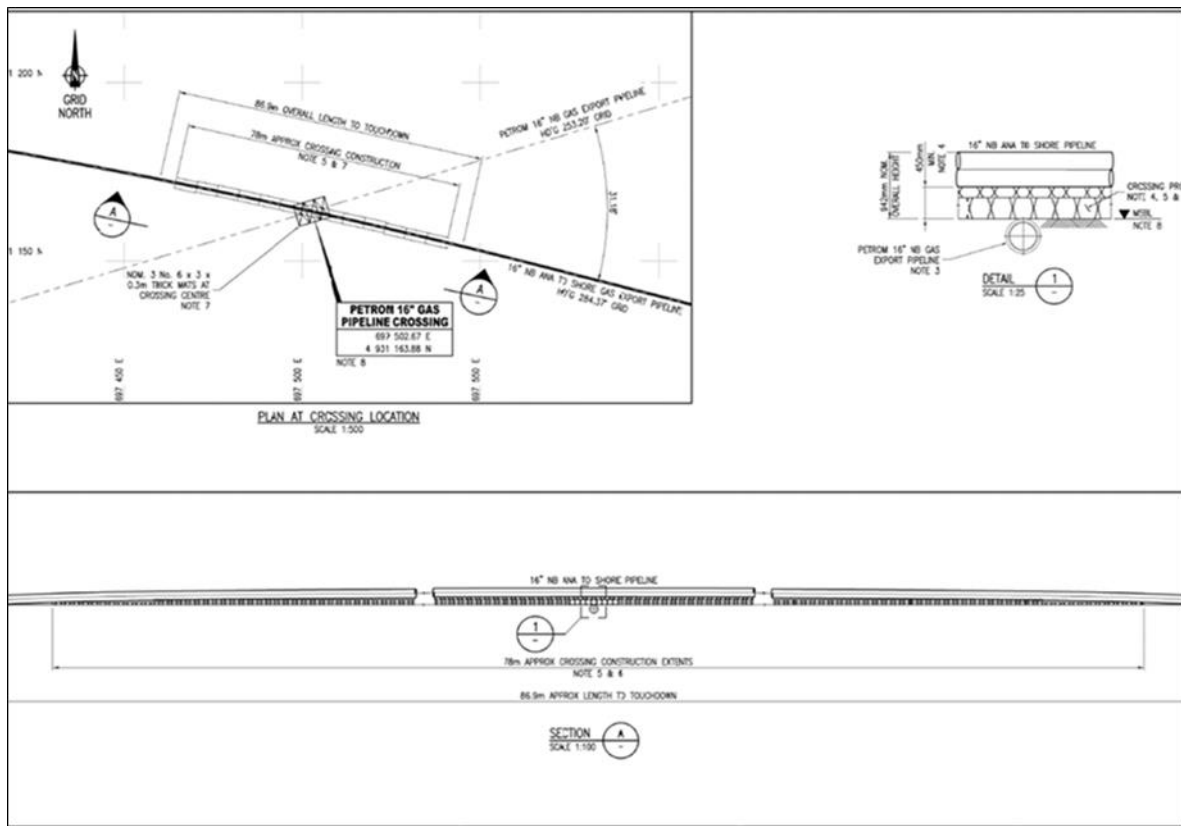 1 200 N
GRID
NORTH
86.9m OVERALL LENGTH TO TOUCHDOWN
78m APPROX CROSSING CONSTRUCTION
NOTE 5 & 7
PETROM 16" NB GAS EXPORT PIPELINE
HD'G 253.20° GRID
31.18°
A
-
1 150 N
NOM. 3 No. 6 x 3 x
0.3m THICK MATS AT
CROSSING CENTRE
NOTE 7
A
-
16" NB ANA TO SHORE GAS EXPORT PIPELINE
HD'G 284.37° GRID
PETROM 16" GAS
PIPELINE CROSSING
697 502.67 E
4 931 163.88 N
NOTE 8
697 450 E
697 500 E
697 550 E
PLAN AT CROSSING LOCATION
SCALE 1:500
16" NB ANA TO SHORE PIPELINE
942mm NOM.
OVERALL HEIGHT
450mm
MIN.
NOTE 4
CROSSING PRO
NOTE 4, 5 &
MSBL
NOTE 8
PETROM 16" NB GAS
EXPORT PIPELINE
NOTE 3
DETAIL
SCALE 1:25
1
-
16" NB ANA TO SHORE PIPELINE
1
-
78m APPROX CROSSING CONSTRUCTION EXTENTS
NOTE 5 & 6
86.9m APPROX LENGTH TO TOUCHDOWN
SECTION
SCALE 1:100
A
-